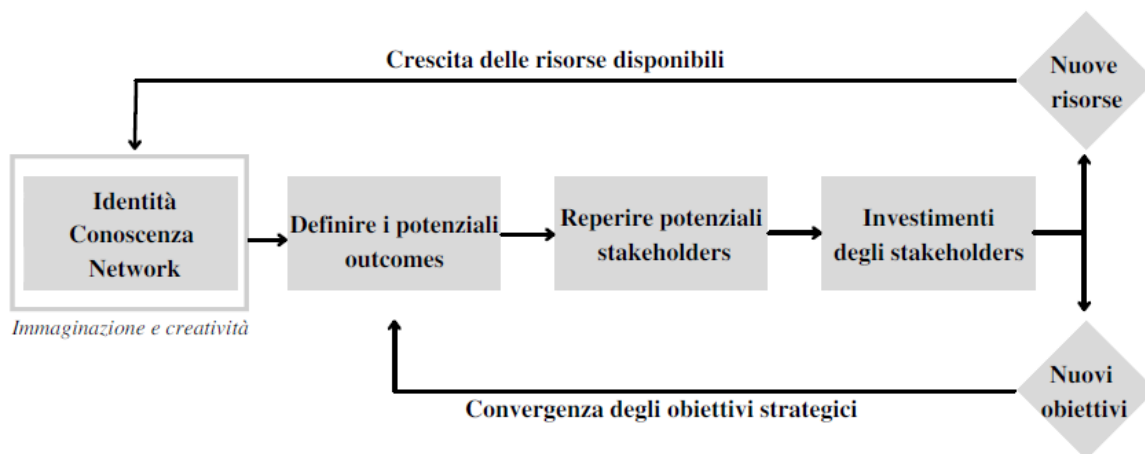 Crescita delle risorse disponibili
Nuove
risorse
Identità
Conoscenza
Network
Definire i potenziali
outcomes
Reperire potenziali
stakeholders
Investimenti
degli stakeholders
Immaginazione e creatività
Nuovi
obiettivi
Convergenza degli obiettivi strategici